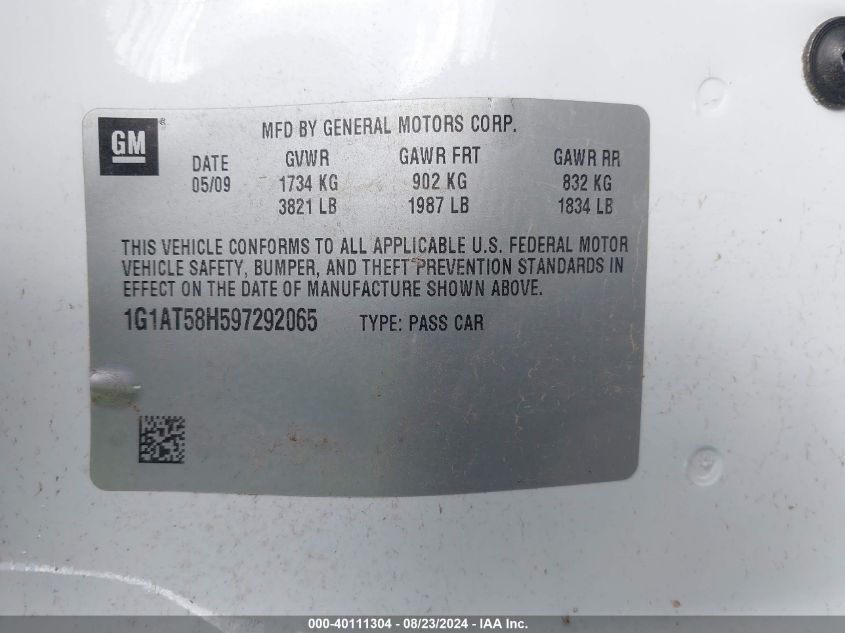 GM ®
MFD BY GENERAL MOTORS CORP.
DATE GVWR GAWR FRT GAWR RR
05/09 1734 KG 902 KG 832 KG
3821 LB 1987 LB 1834 LB
THIS VEHICLE CONFORMS TO ALL APPLICABLE U.S. FEDERAL MOTOR
VEHICLE SAFETY, BUMPER, AND THEFT PREVENTION STANDARDS IN
EFFECT ON THE DATE OF MANUFACTURE SHOWN ABOVE.
1G1AT58H597292065 TYPE: PASS CAR
000-40111304 - 08/23/2024 - IAA Inc.